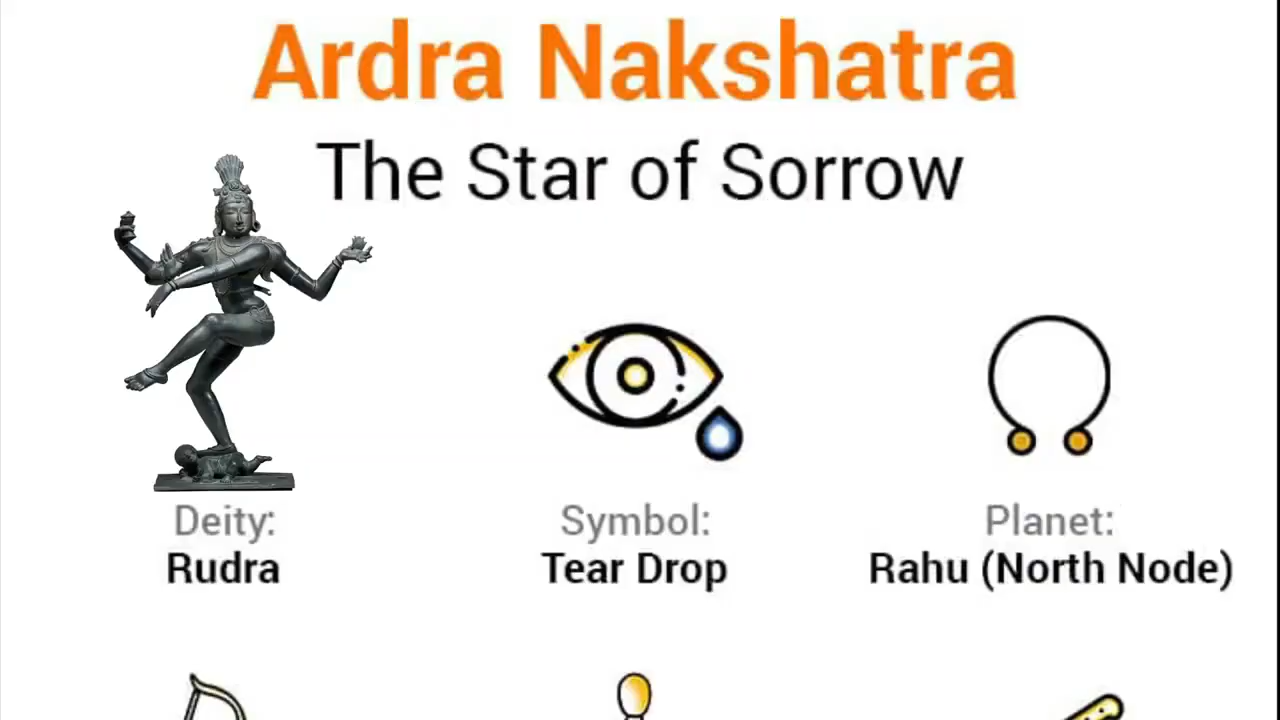 Ardra Nakshatra
The Star of Sorrow
Deity:
Rudra
Symbol:
Tear Drop
Planet:
Rahu (North Node)